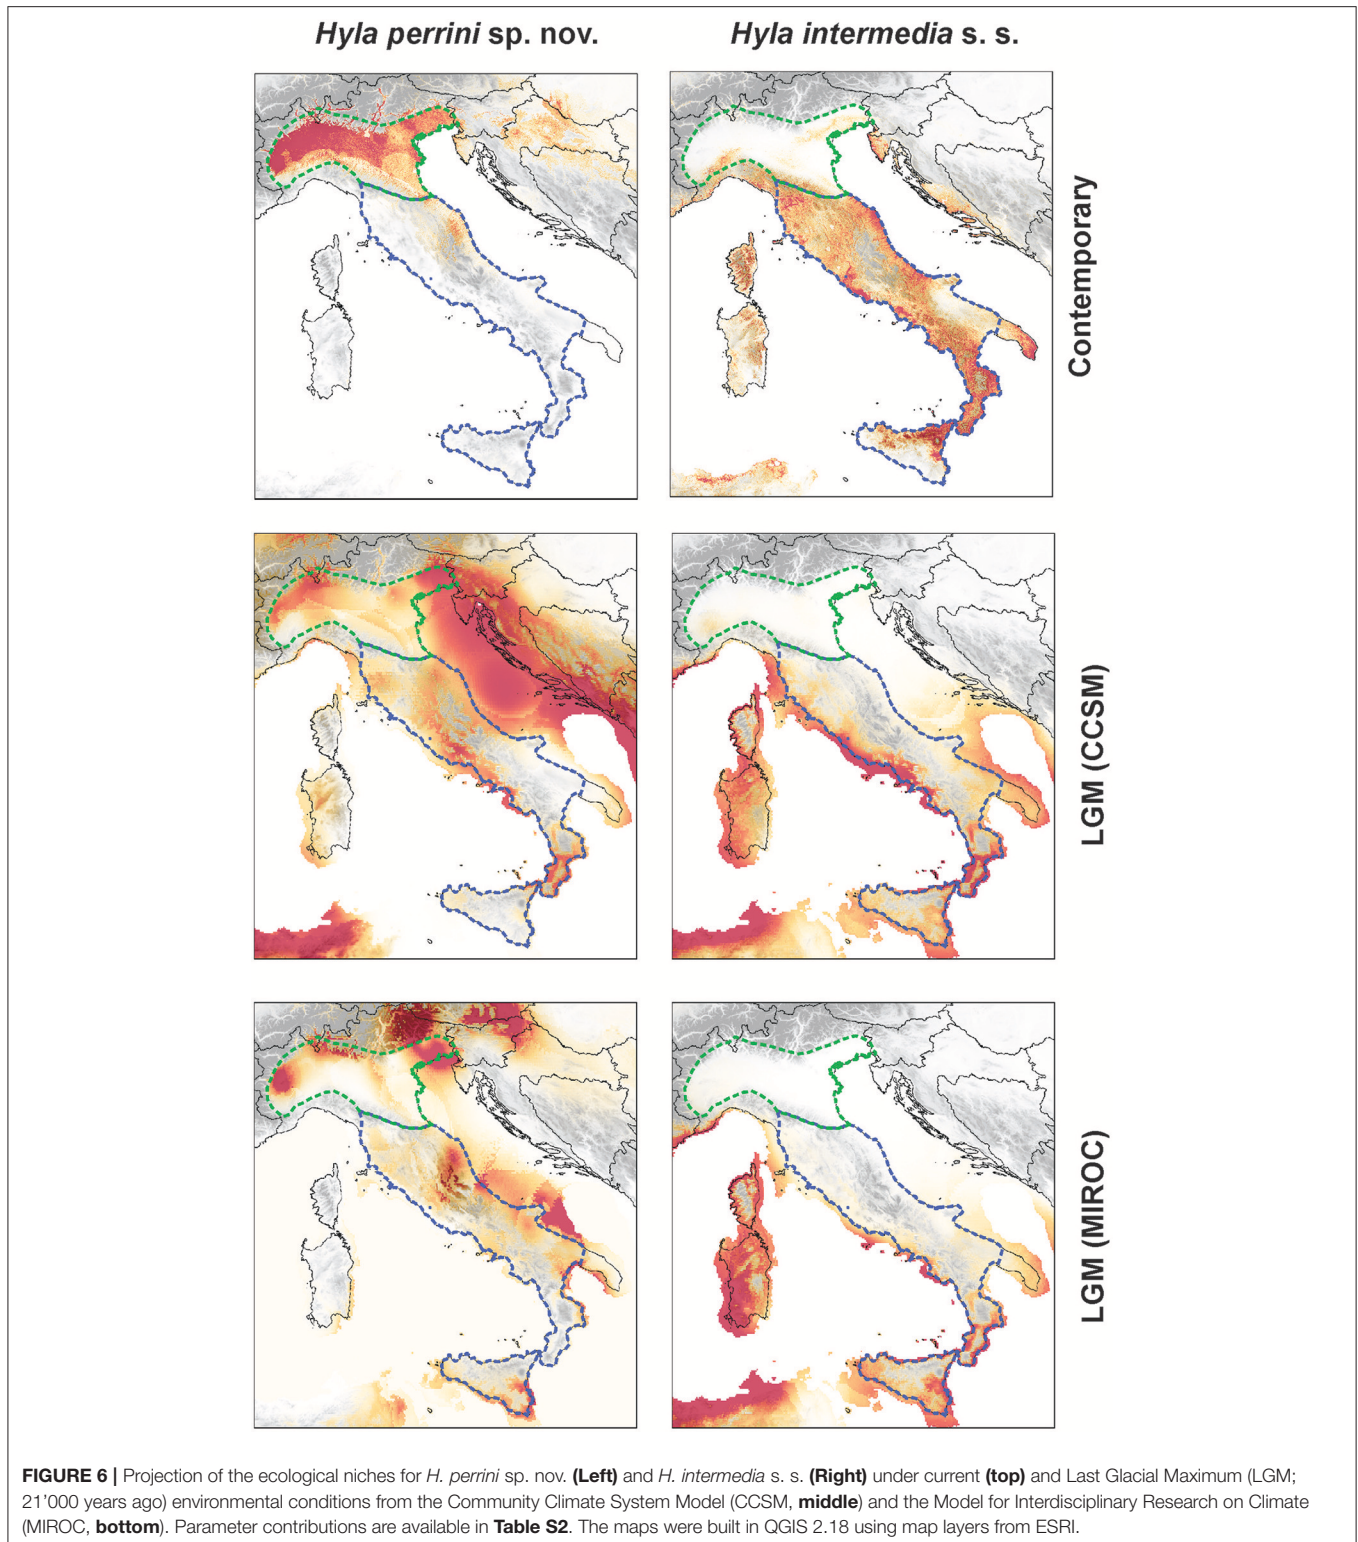 Hyla perrini sp. nov.
Hyla intermedia s. s.
Contemporary
LGM (CCSM)
LGM (MIROC)
FIGURE 6 | Projection of the ecological niches for H. perrini sp. nov. (Left) and H. intermedia s. s. (Right) under current (top) and Last Glacial Maximum (LGM;
21'000 years ago) environmental conditions from the Community Climate System Model (CCSM, middle) and the Model for Interdisciplinary Research on Climate
(MIROC, bottom). Parameter contributions are available in Table S2. The maps were built in QGIS 2.18 using map layers from ESRI.